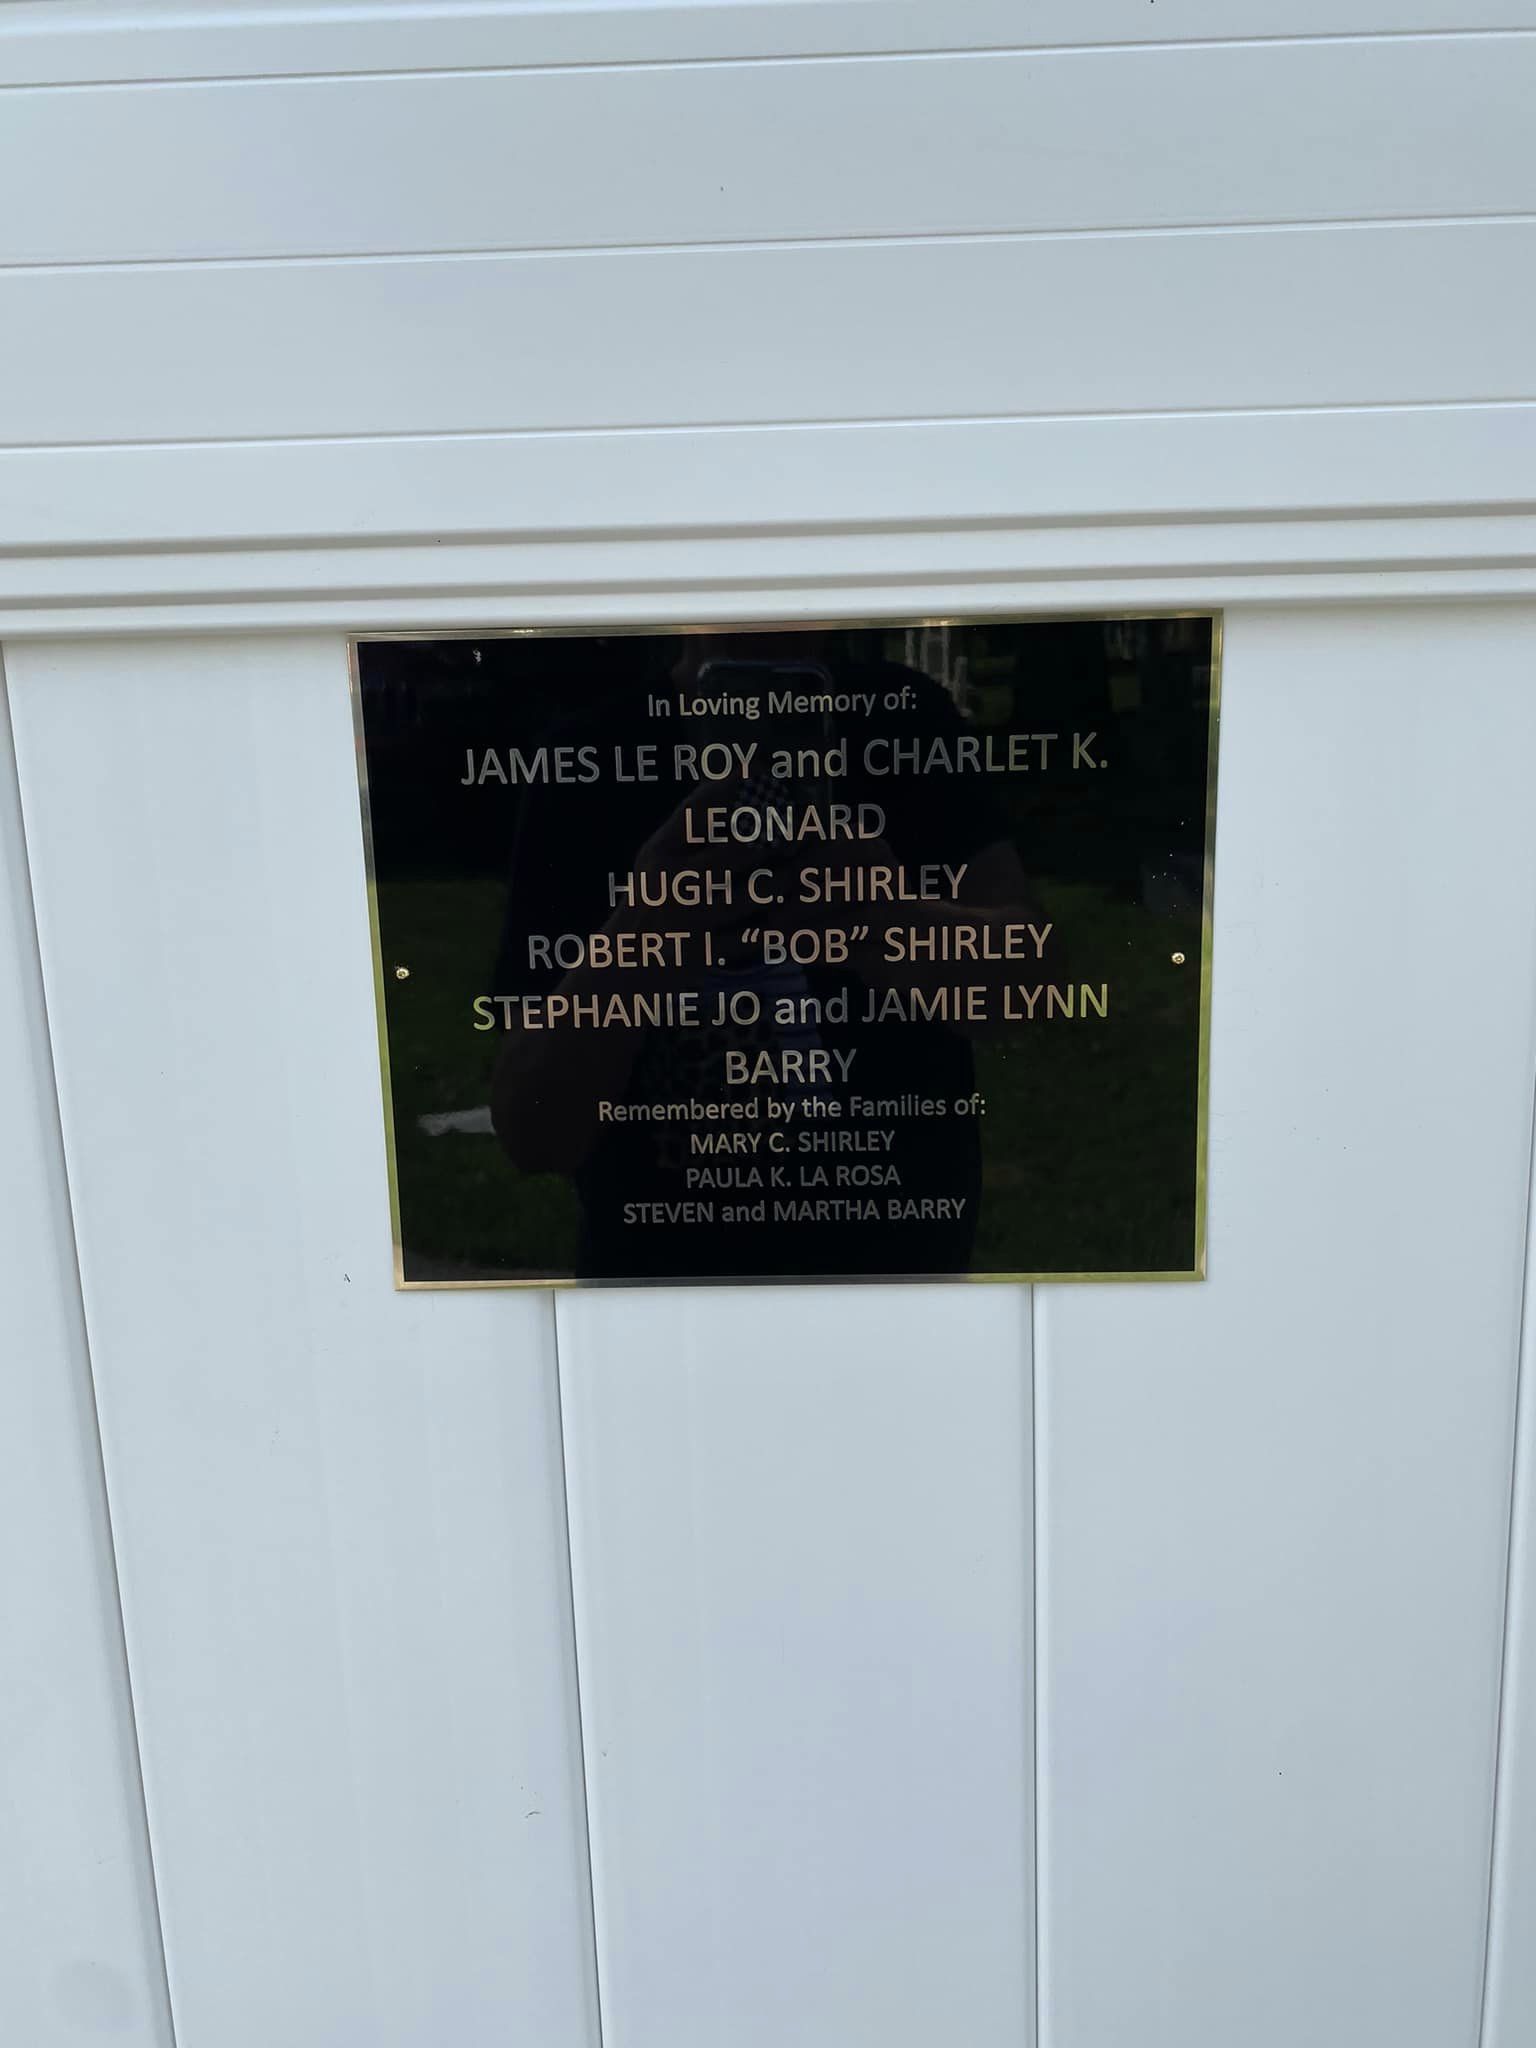 In Loving Memory of:
JAMES LE ROY and CHARLET K.
LEONARD
HUGH C. SHIRLEY
ROBERT I. “BOB” SHIRLEY
STEPHANIE JO and JAMIE LYNN
BARRY
Remembered by the Families of:
MARY C. SHIRLEY
PAULA K. LA ROSA
STEVEN and MARTHA BARRY